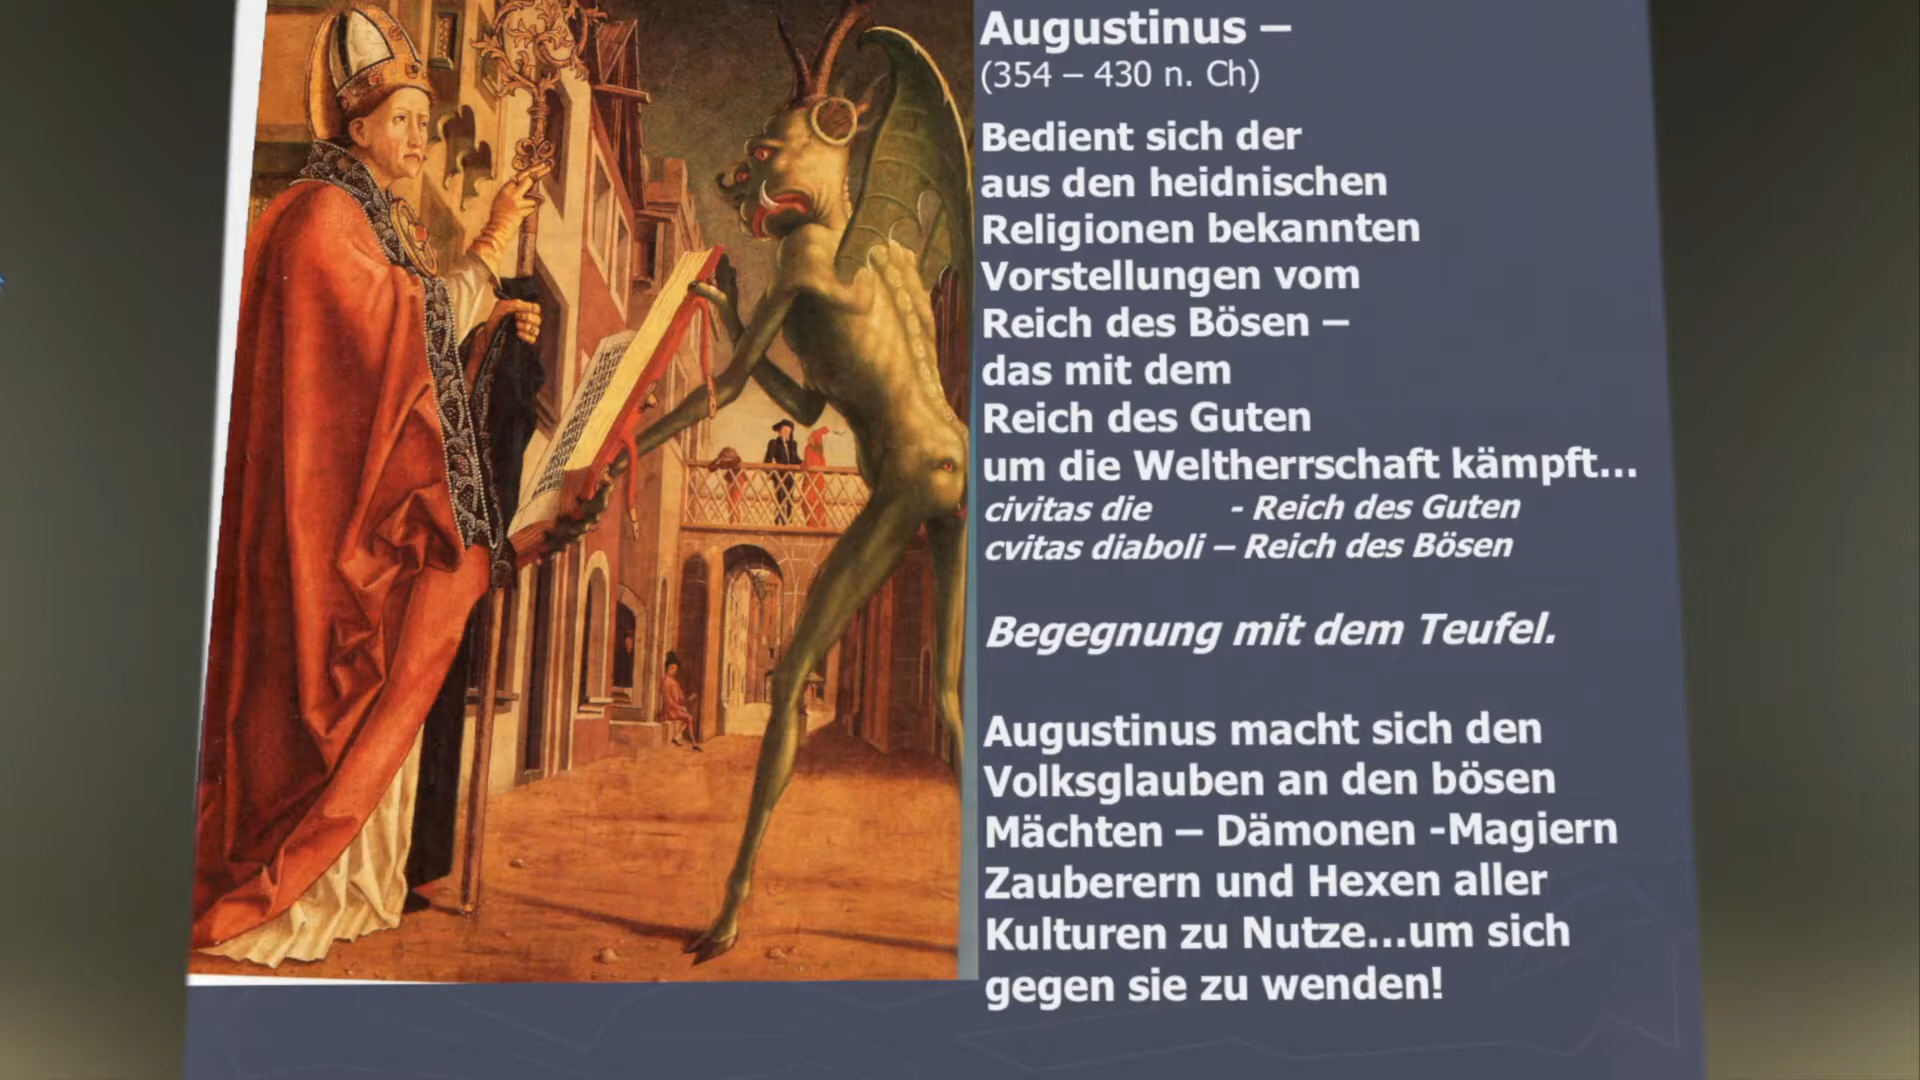 Augustinus –
(354 – 430 n. Ch)
Bedient sich der
aus den heidnischen
Religionen bekannten
Vorstellungen vom
Reich des Bösen –
das mit dem
Reich des Guten
um die Weltherrschaft kämpft...
civitas die - Reich des Guten
cvitas diaboli – Reich des Bösen
Begegnung mit dem Teufel.
Augustinus macht sich den
Volksglauben an den bösen
Mächten – Dämonen -Magiern
Zauberern und Hexen aller
Kulturen zu Nutze...um sich
gegen sie zu wenden!